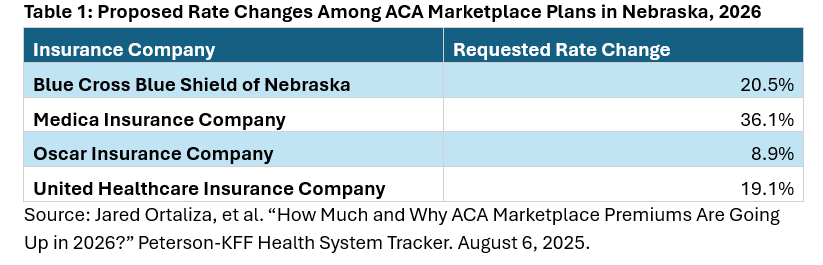 Table 1: Proposed Rate Changes Among ACA Marketplace Plans in Nebraska, 2026
Insurance Company Requested Rate Change
Blue Cross Blue Shield of Nebraska 20.5%
Medica Insurance Company 36.1%
Oscar Insurance Company 8.9%
United Healthcare Insurance Company 19.1%
Source: Jared Ortaliza, et al. “How Much and Why ACA Marketplace Premiums Are Going
Up in 2026?” Peterson-KFF Health System Tracker. August 6, 2025.